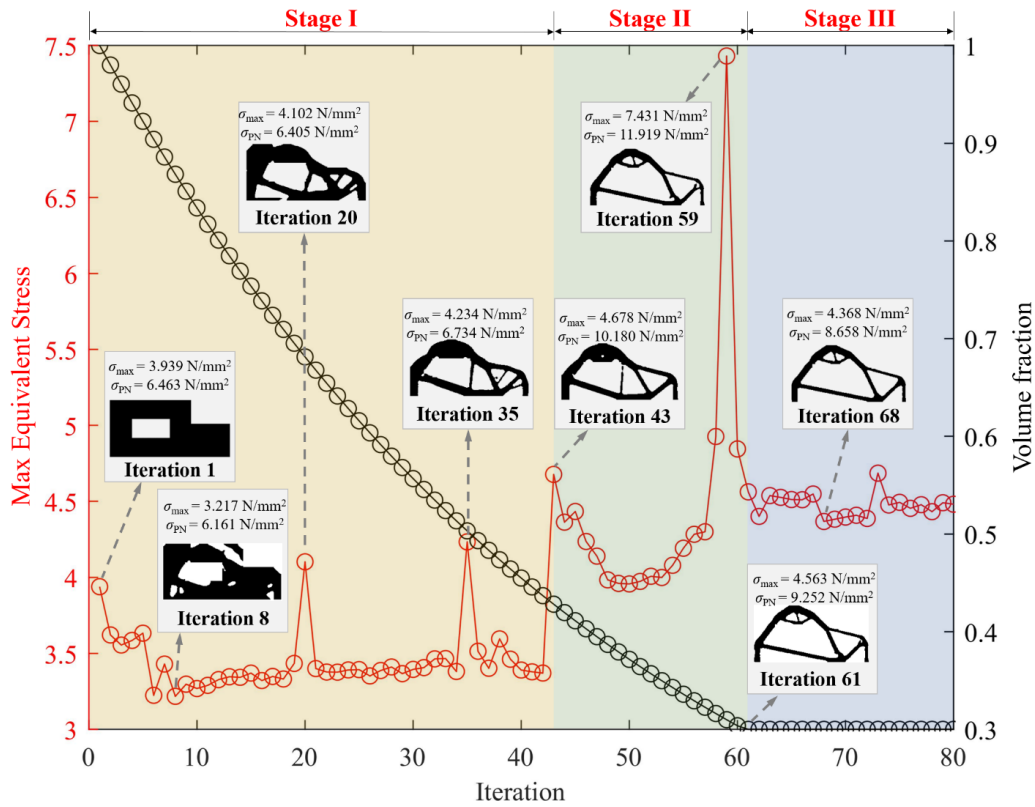 Stage I
Stage II
Stage III
7.5
7
6.5
6
5.5
5
4.5
4
3.5
3
Max Equivalent Stress
1
0.9
0.8
0.7
0.6
0.5
0.4
0.3
Volume fraction
σmax = 4.102 N/mm²
σPN = 6.405 N/mm²
Iteration 20
σmax = 7.431 N/mm²
σPN = 11.919 N/mm²
Iteration 59
σmax = 3.939 N/mm²
σPN = 6.463 N/mm²
Iteration 1
σmax = 4.234 N/mm²
σPN = 6.734 N/mm²
Iteration 35
σmax = 4.678 N/mm²
σPN = 10.180 N/mm²
Iteration 43
σmax = 4.368 N/mm²
σPN = 8.658 N/mm²
Iteration 68
σmax = 3.217 N/mm²
σPN = 6.161 N/mm²
Iteration 8
σmax = 4.563 N/mm²
σPN = 9.252 N/mm²
Iteration 61
0
10
20
30
40
50
60
70
80
Iteration